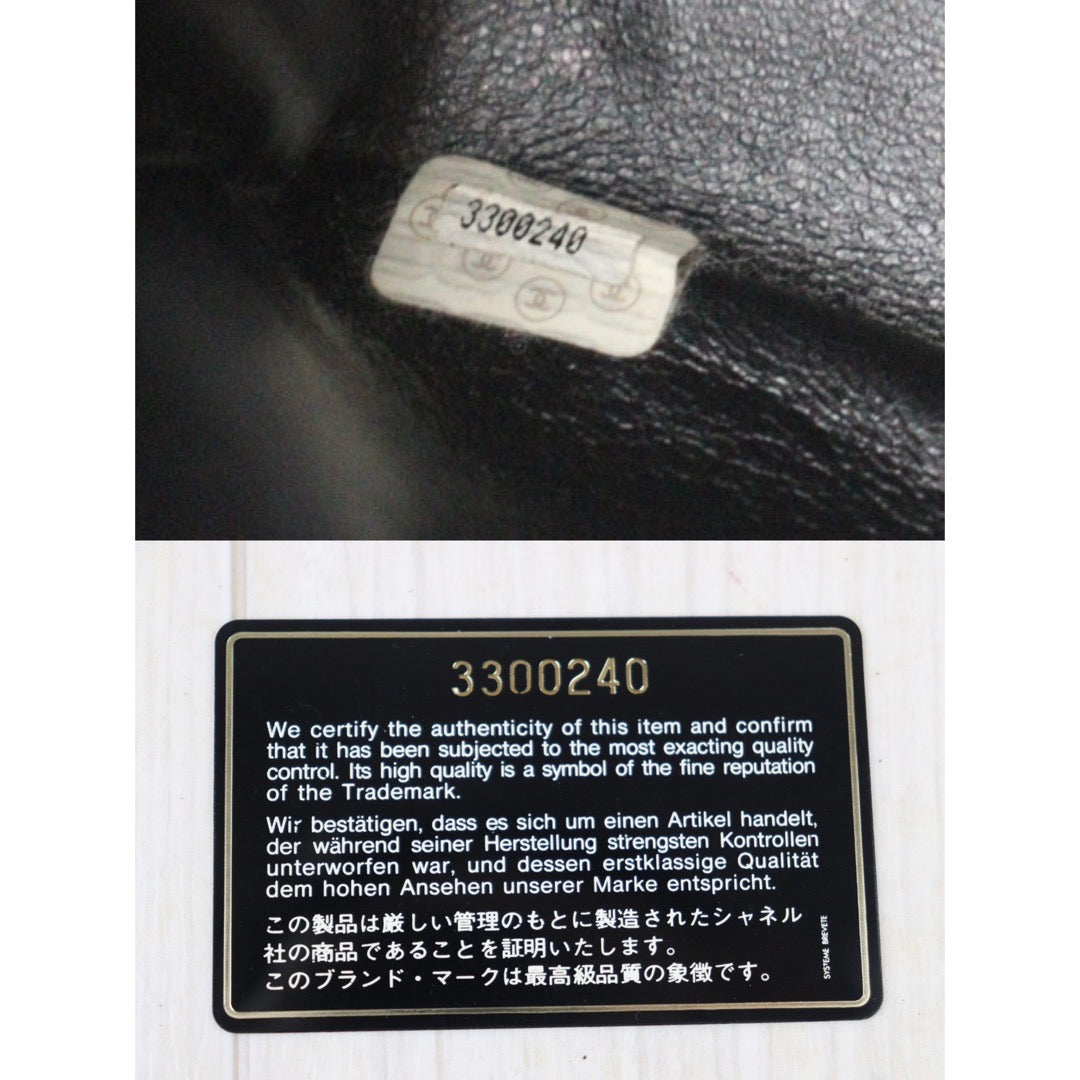 3300240
3300240
We certify the authenticity of this item and confirm
that it has been subjected to the most exacting quality
control. Its high quality is a symbol of the fine reputation
of the Trademark.
Wir bestätigen, dass es sich um einen Artikel handelt,
der während seiner Herstellung strengsten Kontrollen
unterworfen war, und dessen erstklassige Qualität
dem hohen Ansehen unserer Marke entspricht.
この製品は厳しい管理のもとに製造されたシャネル
社の商品であることを証明いたします。
このブランド・マークは最高級品質の象徴です。
SYSTEME BREVETE